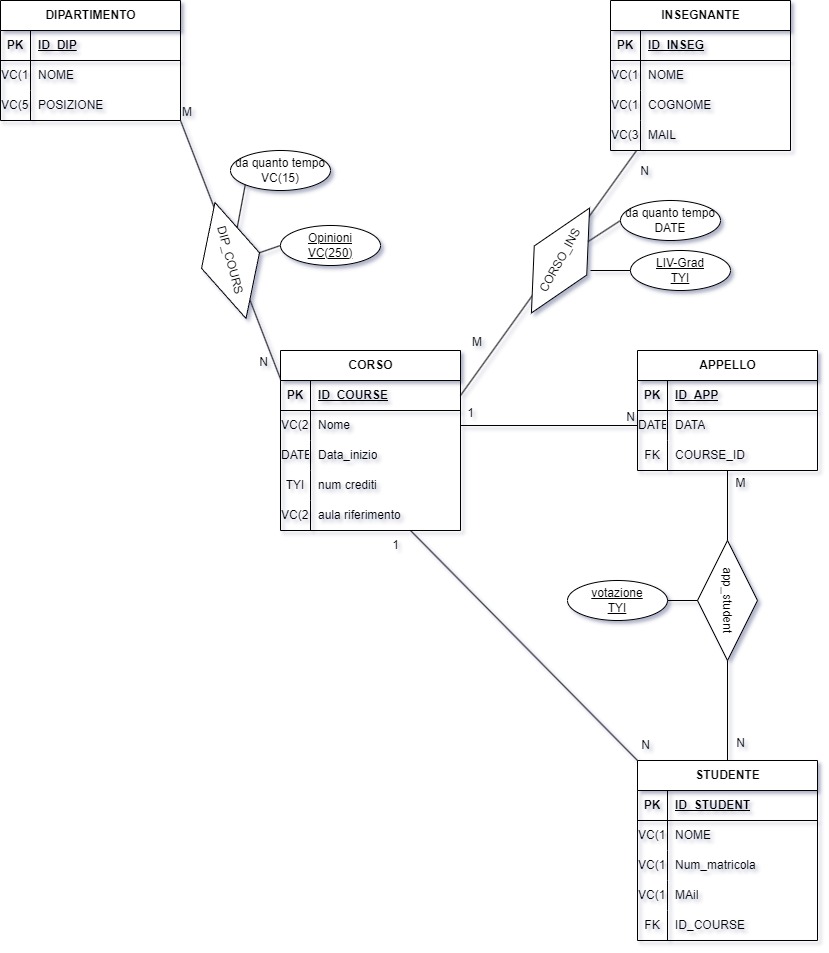 DIPARTIMENTO
PK ID_DIP
VC(1 NOME
VC(5 POSIZIONE
M
da quanto tempo
VC(15)
DIP_COURS
Opinioni
VC(250)
N
INSEGNANTE
PK ID_INSEG
VC(1 NOME
VC(1 COGNOME
VC(3 MAIL
N
da quanto tempo
DATE
CORSO_INS
LIV-Grad
TYI
M
CORSO
PK ID_COURSE
VC(2 Nome
DATE Data_inizio
TYI num crediti
VC(2 aula riferimento
1
N
APPELLO
PK ID_APP
DATE DATA
FK COURSE_ID
M
1
votazione
TYI
app_student
N
N
STUDENTE
PK ID_STUDENT
VC(1 NOME
VC(1 Num_matricola
VC(1 MAil
FK ID_COURSE